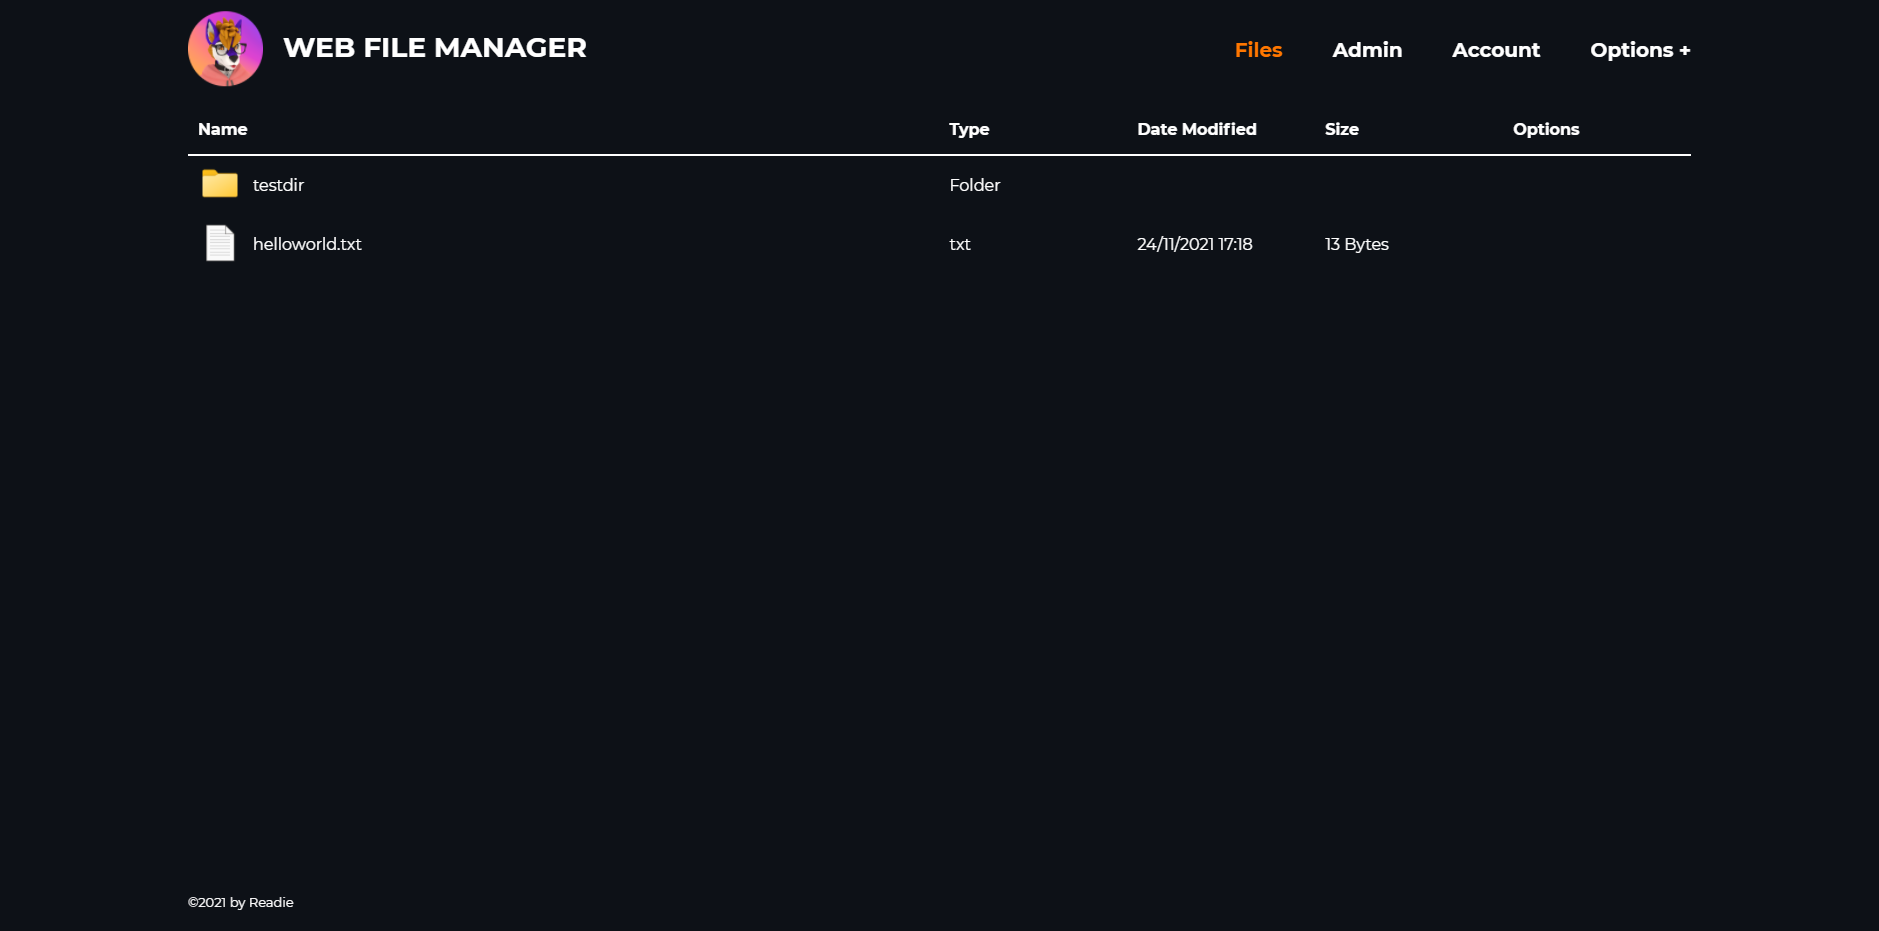 WEB FILE MANAGER
Files Admin Account Options +
Name Type Date Modified Size Options
testdir Folder
helloworld.txt txt 24/11/2021 17:18 13 Bytes
©2021 by Readie